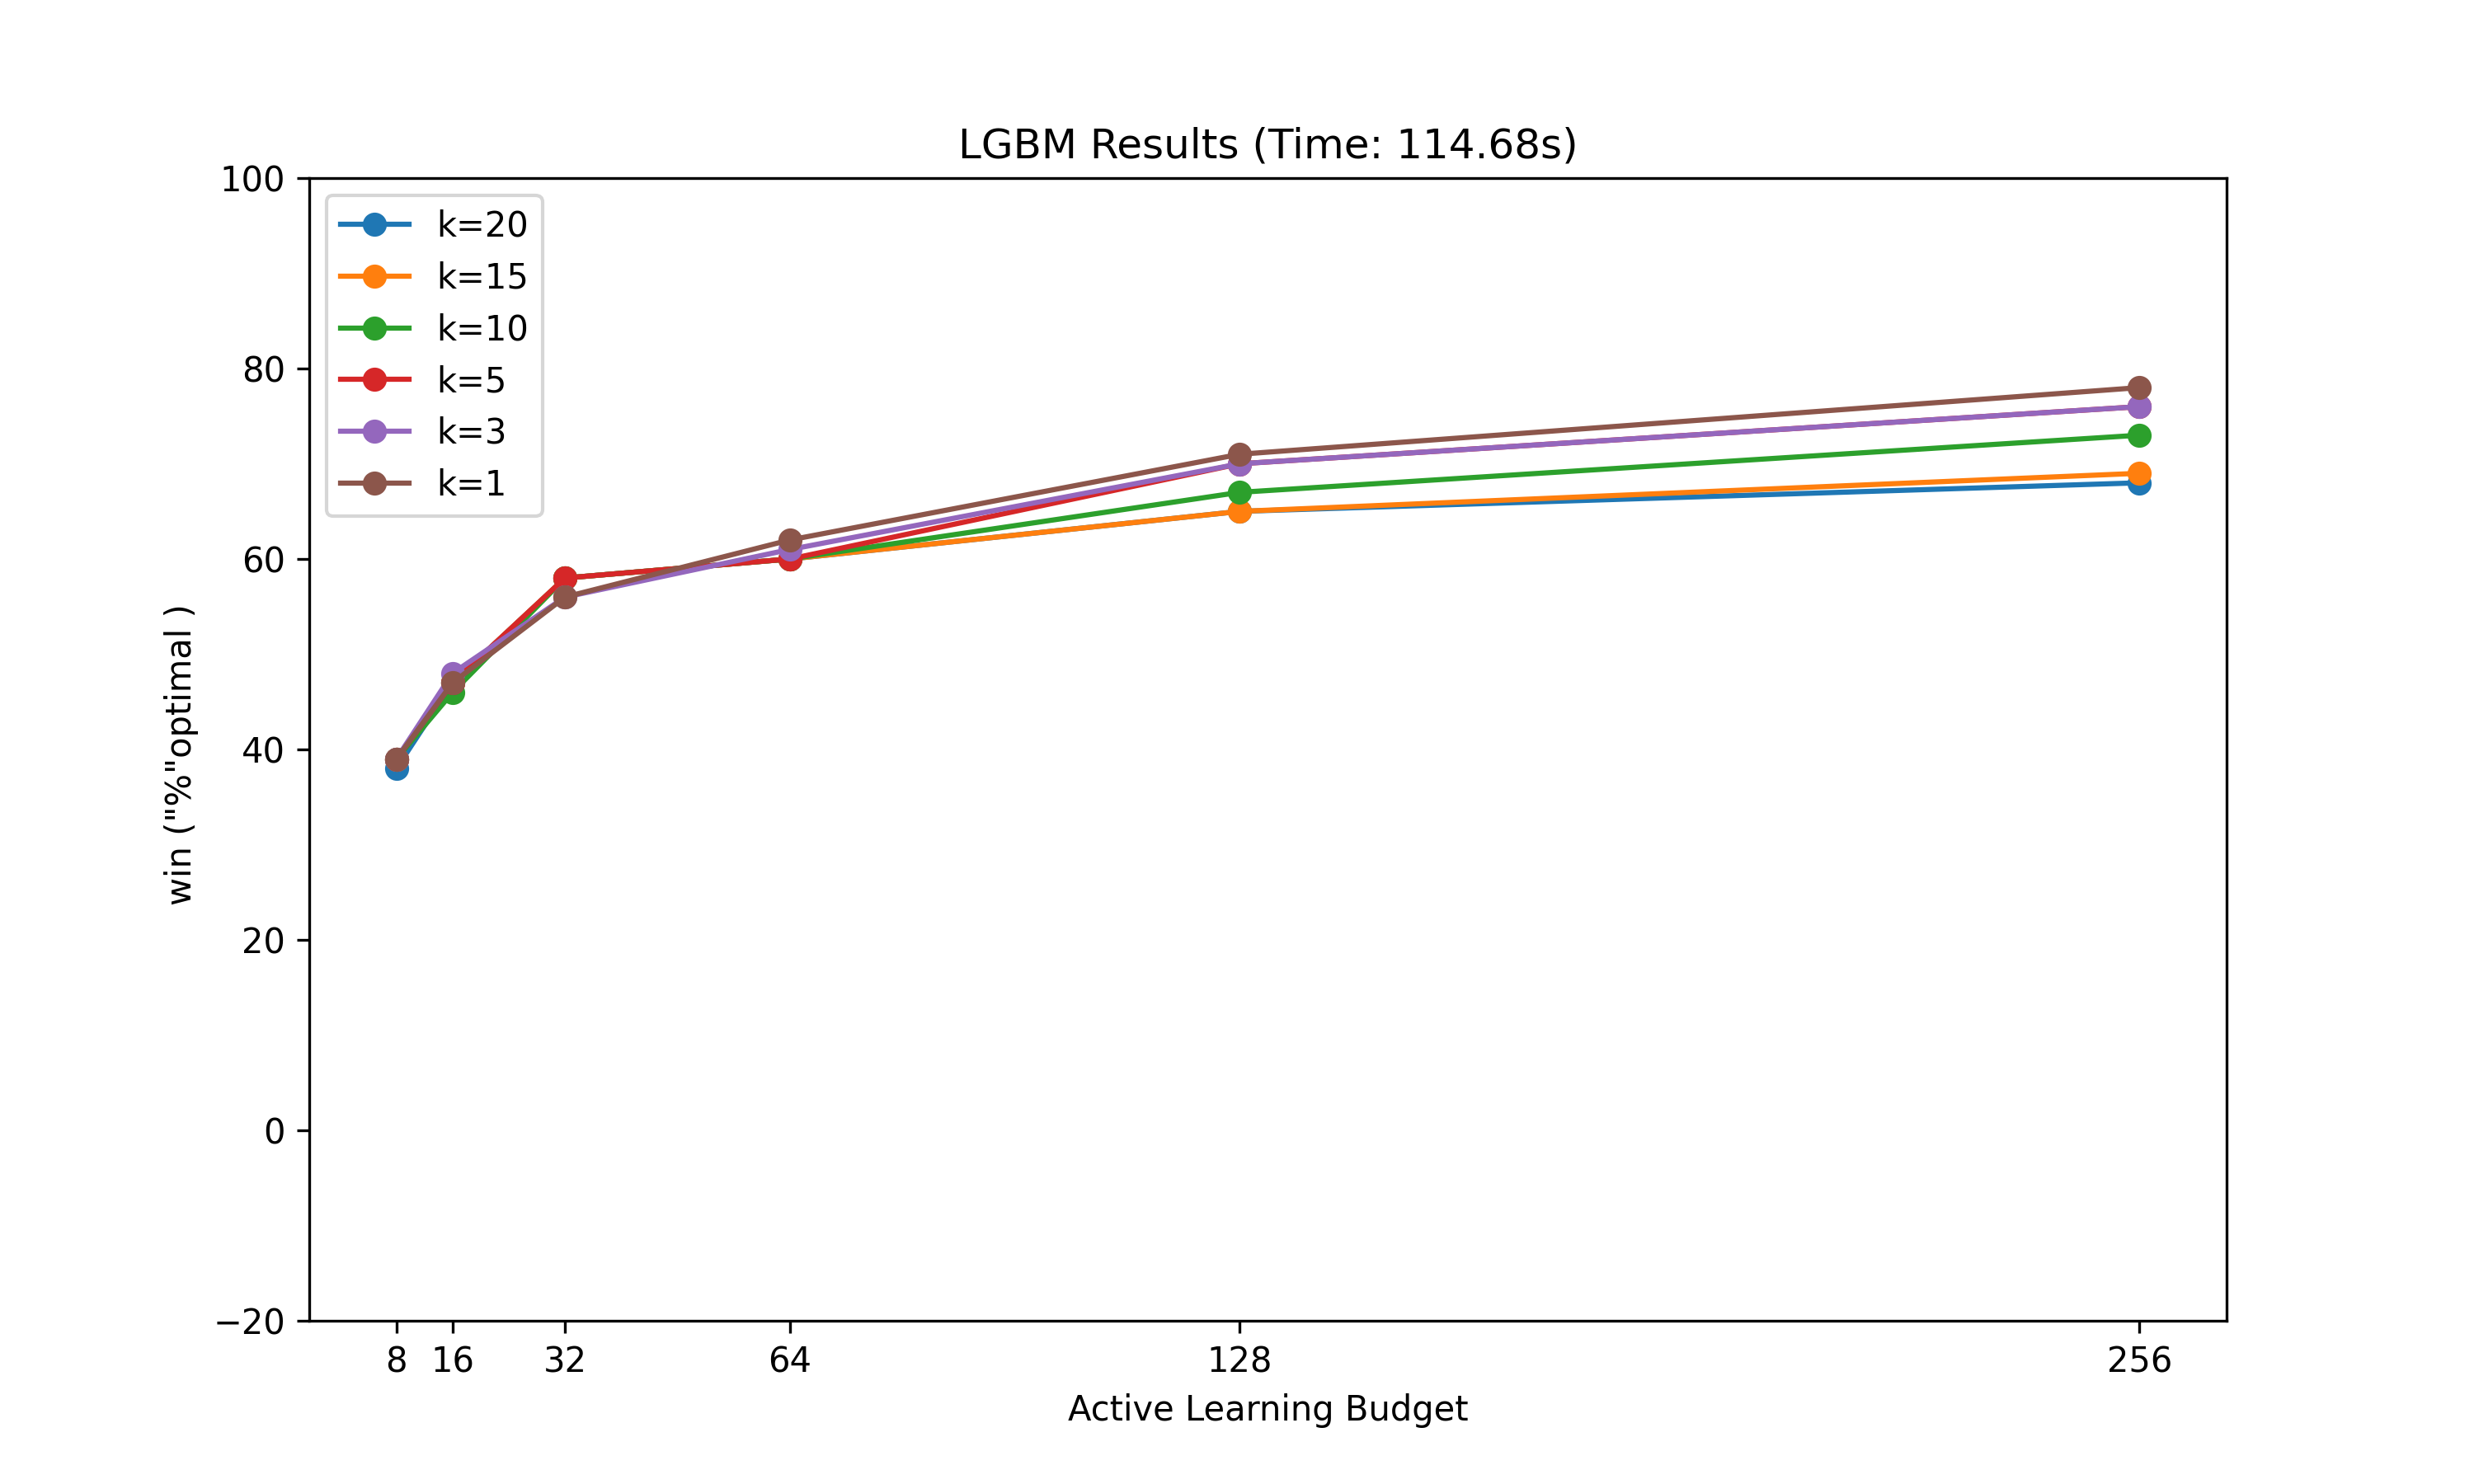 LGBM Results (Time: 114.68s)
100
80
60
40
20
0
−20
k=20
k=15
k=10
k=5
k=3
k=1
win ("%"optimal )
8 16 32 64 128 256
Active Learning Budget